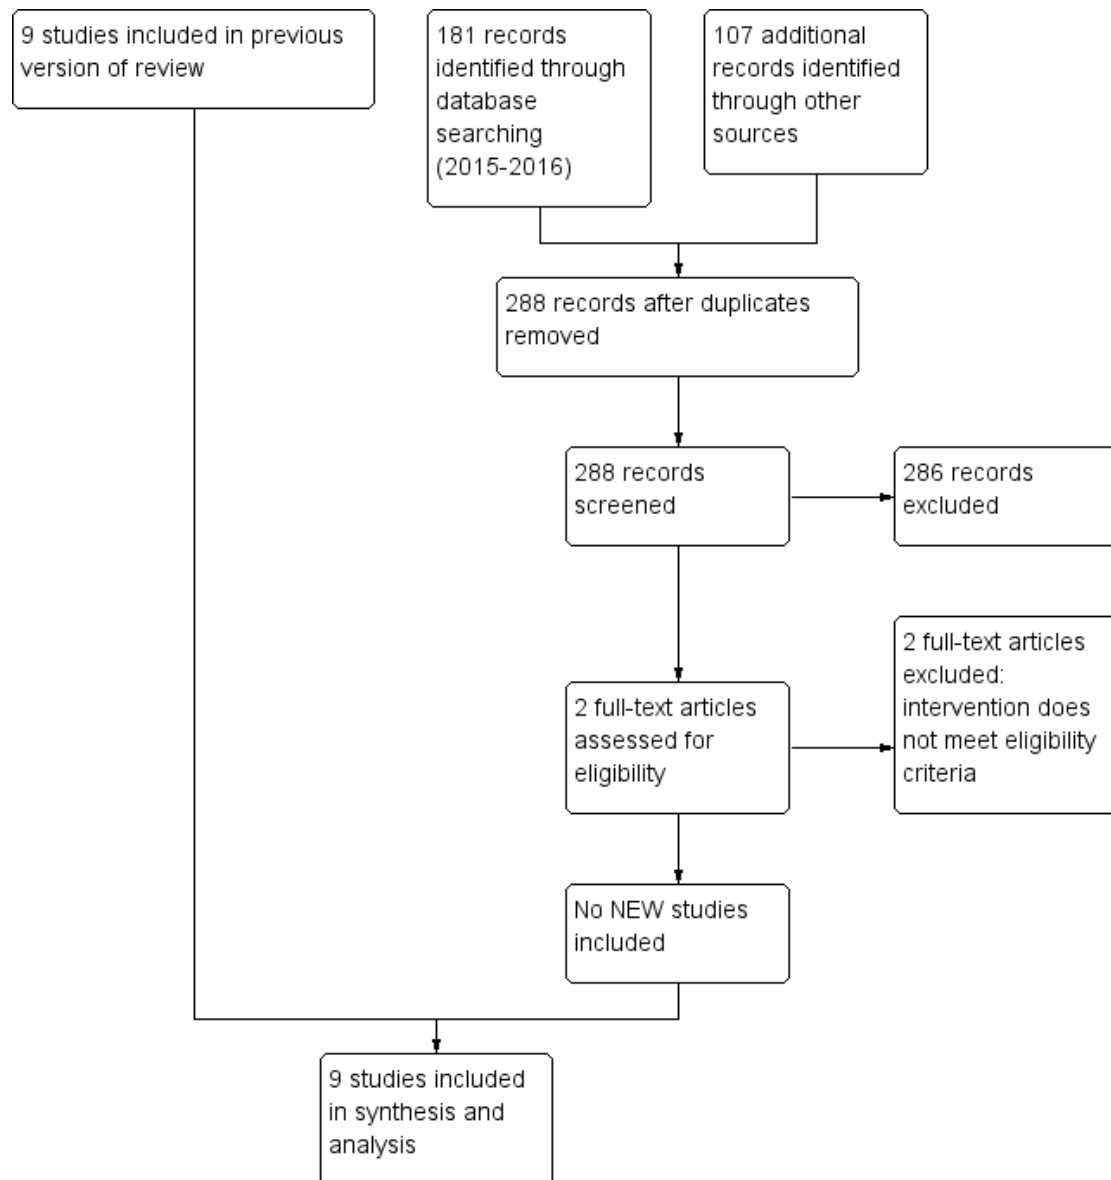 9 studies included in previous
version of review
181 records
identified through
database
searching
(2015-2016)
107 additional
records identified
through other
sources
288 records after duplicates
removed
288 records
screened
286 records
excluded
2 full-text articles
assessed for
eligibility
2 full-text articles
excluded:
intervention does
not meet eligibility
criteria
No NEW studies
included
9 studies included
in synthesis and
analysis